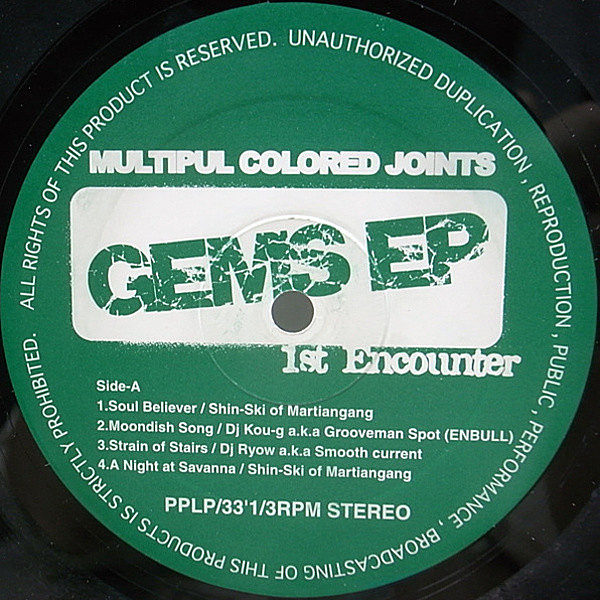 ALL RIGHTS OF THIS PRODUCT IS RESERVED. UNAUTHORIZED DUPLICATION , REPRODUCTION , PUBLIC , PERFORMANCE , BROADCASTING OF THIS PRODUCTS IS STRICTLY PROHIBITED.
MULTIPUL COLORED JOINTS
GEMS EP
1st Encounter
Side-A
1.Soul Believer / Shin-Ski of Martiangang
2.Moondish Song / Dj Kou-g a.k.a Grooveman Spot (ENBULL)
3.Strain of Stairs / Dj Ryow a.k.a Smooth current
4.A Night at Savanna / Shin-Ski of Martiangang
PPLP/33'1/3RPM STEREO